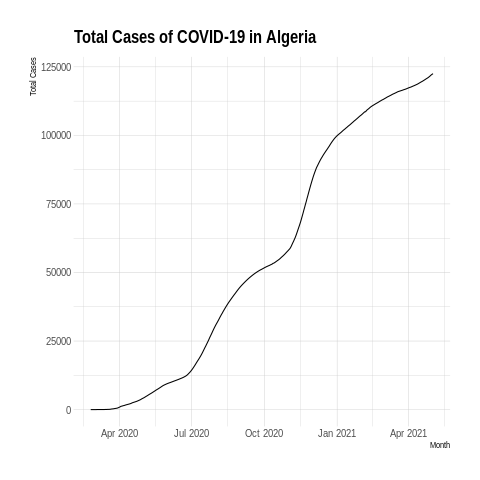 Total Cases of COVID-19 in Algeria
Total Cases
125000
100000
75000
50000
25000
0
Apr 2020 Jul 2020 Oct 2020 Jan 2021 Apr 2021
Month